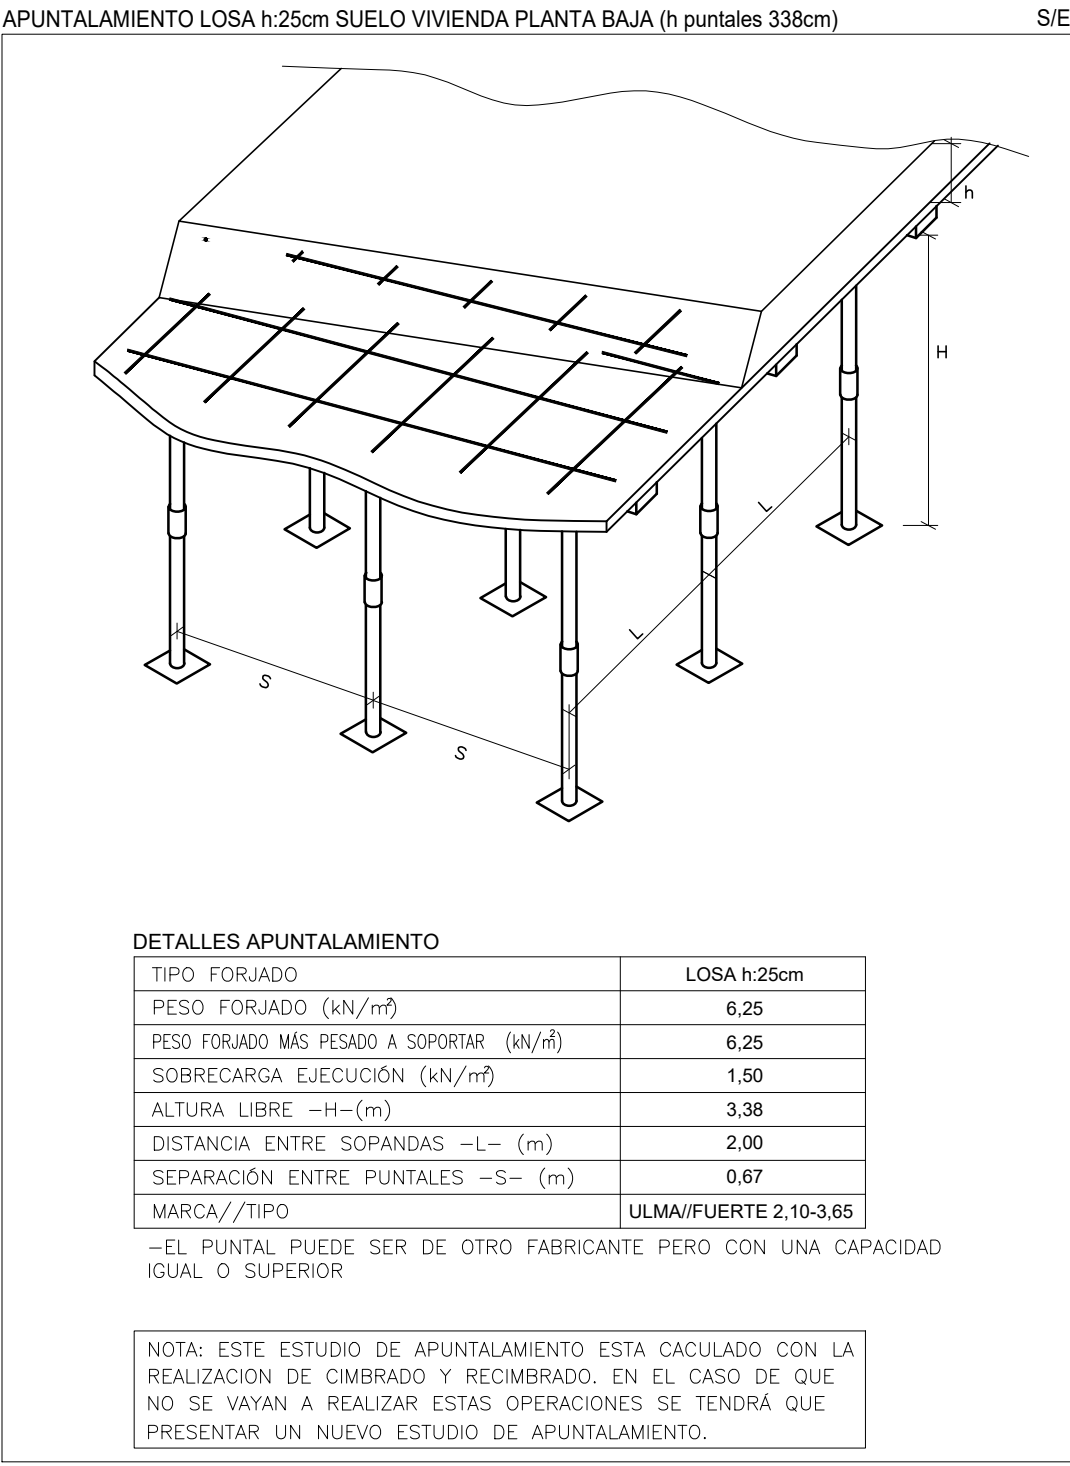 APUNTALAMIENTO LOSA h:25cm SUELO VIVIENDA PLANTA BAJA (h puntales 338cm) S/E
h
H
L
L
S
S
DETALLES APUNTALAMIENTO
TIPO FORJADO LOSA h:25cm
PESO FORJADO (kN/m²) 6,25
PESO FORJADO MÁS PESADO A SOPORTAR (kN/m²) 6,25
SOBRECARGA EJECUCIÓN (kN/m²) 1,50
ALTURA LIBRE -H-(m) 3,38
DISTANCIA ENTRE SOPANDAS -L- (m) 2,00
SEPARACIÓN ENTRE PUNTALES -S- (m) 0,67
MARCA//TIPO ULMA//FUERTE 2,10-3,65
-EL PUNTAL PUEDE SER DE OTRO FABRICANTE PERO CON UNA CAPACIDAD
IGUAL O SUPERIOR
NOTA: ESTE ESTUDIO DE APUNTALAMIENTO ESTA CACULADO CON LA
REALIZACION DE CIMBRADO Y RECIMBRADO. EN EL CASO DE QUE
NO SE VAYAN A REALIZAR ESTAS OPERACIONES SE TENDRÁ QUE
PRESENTAR UN NUEVO ESTUDIO DE APUNTALAMIENTO.